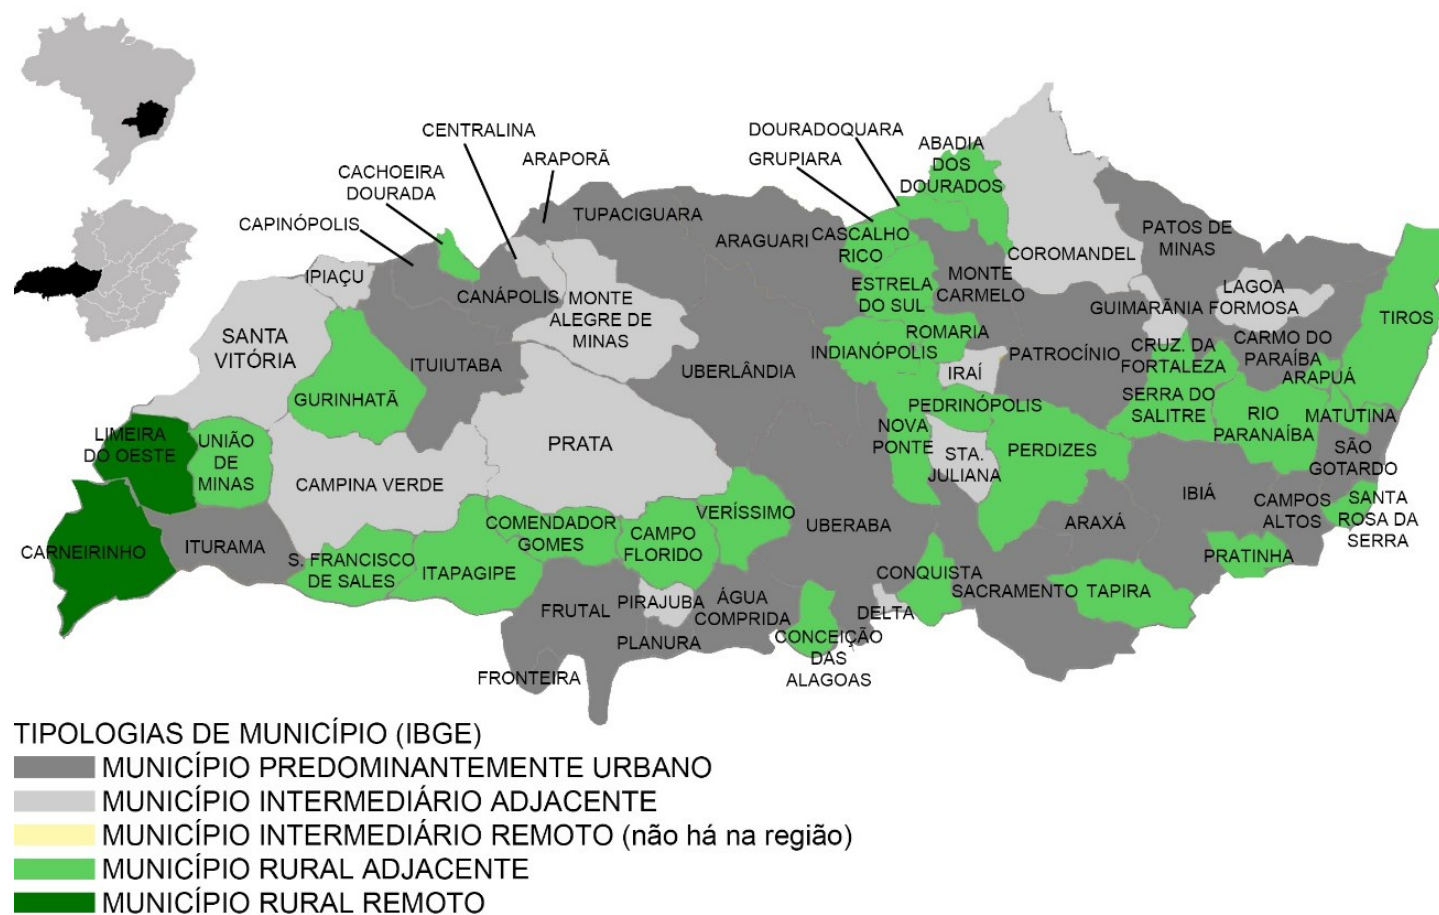 CENTRALINA
ARAPORÃ
CACHOEIRA
DOURADA
CAPINÓPOLIS
DOURADOQUARA
GRUPIARA
ABADIA
DOS
DOURADOS
TUPACIGUARA
ARAGUARI
CASCALHO
RICO
COROMANDEL
PATOS DE
MINAS
IPIAÇU
CANÁPOLIS
MONTE
ALEGRE DE
MINAS
ESTRELA
DO SUL
MONTE
CARMELO
GUIMARÃNIA
LAGOA
FORMOSA
TIROS
SANTA
VITÓRIA
ITUIUTABA
UBERLÂNDIA
INDIANÓPOLIS
ROMARIA
IRAÍ
PATROCÍNIO
CRUZ. DA
FORTALEZA
CARMO DO
PARAÍBA
ARAPUÁ
GURINHATÃ
PEDRINÓPOLIS
SERRA DO
SALITRE
RIO
PARANAÍBA
MATUTINA
LIMEIRA
DO OESTE
UNIÃO
DE
MINAS
PRATA
NOVA
PONTE
STA.
JULIANA
PERDIZES
SÃO
GOTARDO
CAMPINA VERDE
IBIÁ
CAMPOS
ALTOS
SANTA
ROSA DA
SERRA
CARNEIRINHO
ITURAMA
S. FRANCISCO
DE SALES
ITAPAGIPE
COMENDADOR
GOMES
CAMPO
FLORIDO
VERÍSSIMO
UBERABA
ARAXÁ
PRATINHA
CONQUISTA
SACRAMENTO
TAPIRA
FRUTAL
PIRAJUBA
ÁGUA
COMPRIDA
DELTA
PLANURA
CONCEIÇÃO
DAS
ALAGOAS
FRONTEIRA
TIPOLOGIAS DE MUNICÍPIO (IBGE)
MUNICÍPIO PREDOMINANTEMENTE URBANO
MUNICÍPIO INTERMEDIÁRIO ADJACENTE
MUNICÍPIO INTERMEDIÁRIO REMOTO (não há na região)
MUNICÍPIO RURAL ADJACENTE
MUNICÍPIO RURAL REMOTO